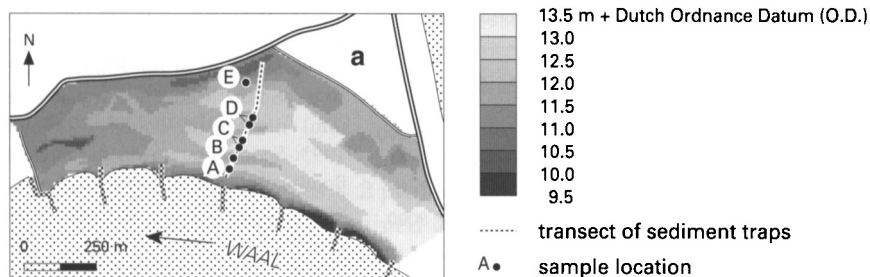 N
a
E
D
C
B
A
0 250 m
WAAL
13.5 m + Dutch Ordnance Datum (O.D.)
13.0
12.5
12.0
11.5
11.0
10.5
10.0
9.5
transect of sediment traps
A sample location